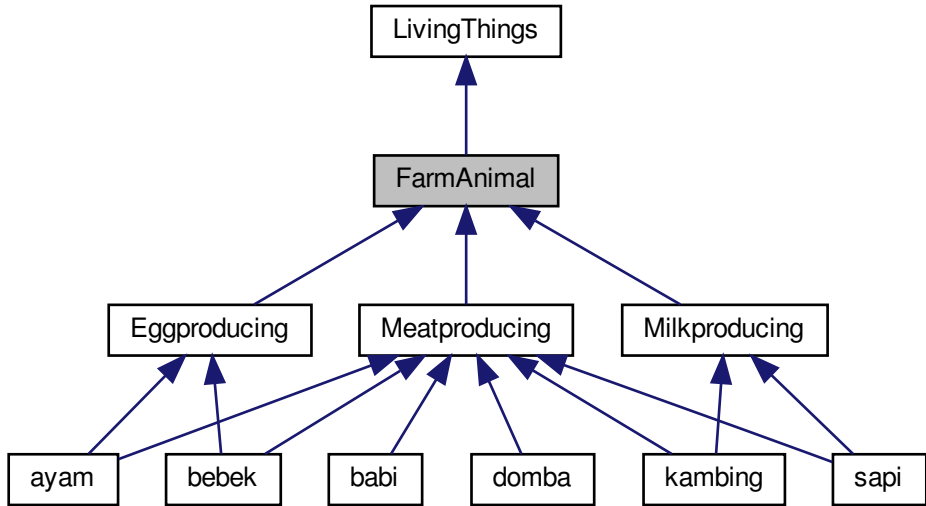 LivingThings
FarmAnimal
Eggproducing
Meatproducing
Milkproducing
ayam
bebek
babi
domba
kambing
sapi